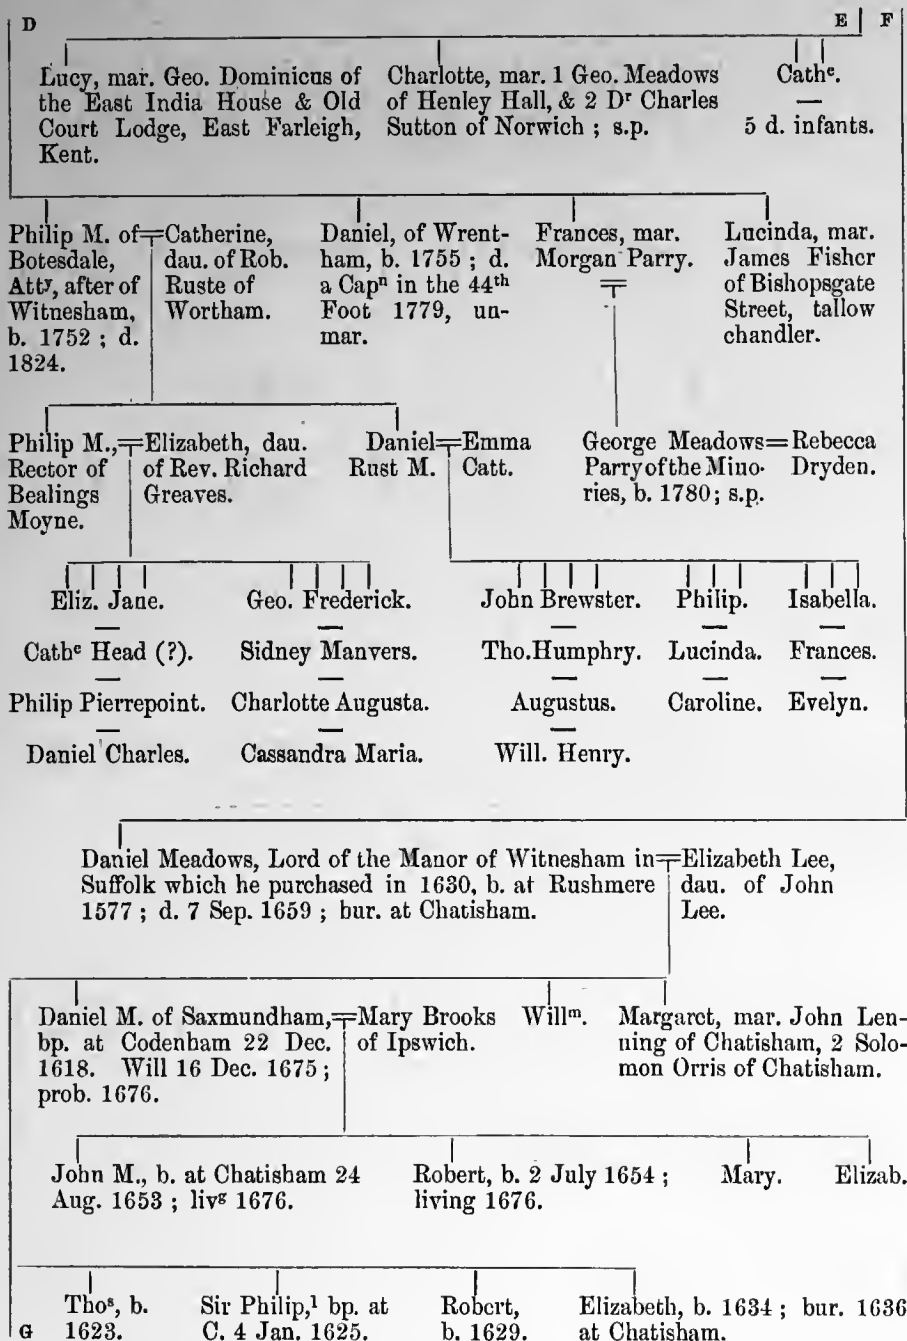 D E F
Lucy, mar. Geo. Dominicus of
the East India House & Old
Court Lodge, East Farleigh,
Kent.
Charlotte, mar. 1 Geo. Meadows
of Henley Hall, & 2 Dʳ Charles
Sutton of Norwich ; s.p.
Cathᵉ.
—
5 d. infants.
Philip M. of
Botesdale,
Attʸ, after of
Witnesham,
b. 1752 ; d.
1824.
Catherine,
dau. of Rob.
Ruste of
Wortham.
Daniel, of Wrent-
ham, b. 1755 ; d.
a Capⁿ in the 44ᵗʰ
Foot 1779, un-
mar.
Frances, mar.
Morgan Parry.
Lucinda, mar.
James Fisher
of Bishopsgate
Street, tallow
chandler.
Philip M.,
Rector of
Bealings
Moyne.
Elizabeth, dau.
of Rev. Richard
Greaves.
Daniel
Rust M.
Emma
Catt.
George Meadows
Parry of the Mino-
ries, b. 1780; s.p.
Rebecca
Dryden.
Eliz. Jane.
—
Cathᵉ Head (?).
—
Philip Pierrepoint.
—
Daniel Charles.
Geo. Frederick.
—
Sidney Manvers.
—
Charlotte Augusta.
—
Cassandra Maria.
John Brewster.
—
Tho. Humphry.
—
Augustus.
—
Will. Henry.
Philip.
—
Lucinda.
—
Caroline.
Isabella.
—
Frances.
—
Evelyn.
Daniel Meadows, Lord of the Manor of Witnesham in
Suffolk which he purchased in 1630, b. at Rushmere
1577 ; d. 7 Sep. 1659 ; bur. at Chatisham.
Elizabeth Lee,
dau. of John
Lee.
Daniel M. of Saxmundham,
bp. at Codenham 22 Dec.
1618. Will 16 Dec. 1675 ;
prob. 1676.
Mary Brooks
of Ipswich.
Willᵐ.
Margaret, mar. John Len-
ning of Chatisham, 2 Solo-
mon Orris of Chatisham.
John M., b. at Chatisham 24
Aug. 1653 ; livᵍ 1676.
Robert, b. 2 July 1654 ;
living 1676.
Mary.
Elizab.
Thoˢ, b.
1623.
Sir Philip,¹ bp. at
C. 4 Jan. 1625.
Robert,
b. 1629.
Elizabeth, b. 1634 ; bur. 1636
at Chatisham.
G